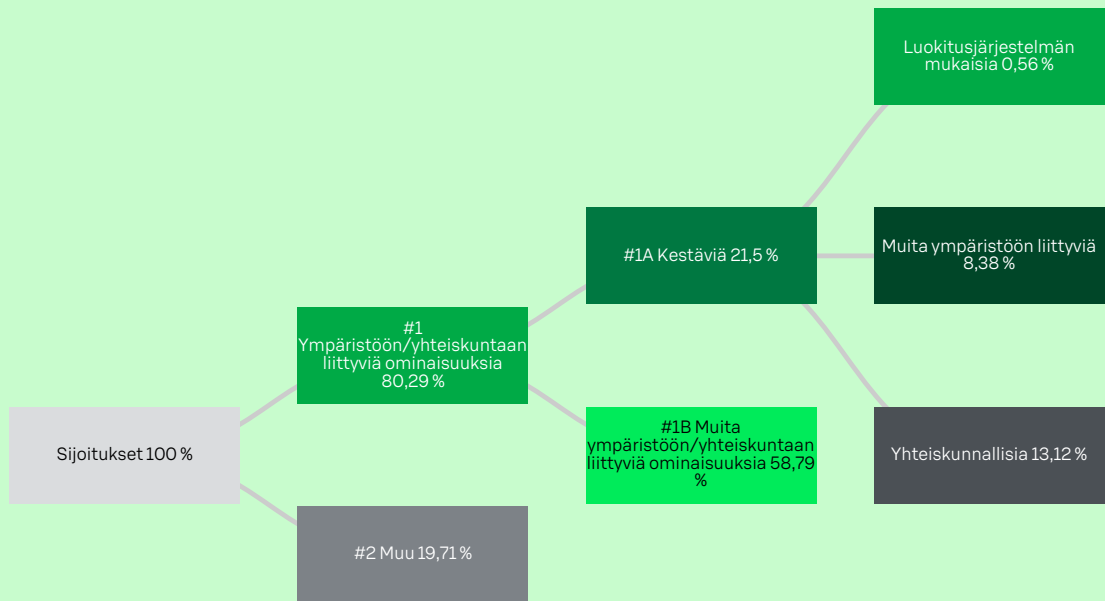 Luokitusjärjestelmän
mukaisia 0,56 %
#1A Kestäviä 21,5 %
Muita ympäristöön liittyviä
8,38 %
#1
Ympäristöön/yhteiskuntaan
liittyviä ominaisuuksia
80,29 %
Sijoitukset 100 %
#1B Muita
ympäristöön/yhteiskuntaan
liittyviä ominaisuuksia 58,79
%
Yhteiskunnallisia 13,12 %
#2 Muu 19,71 %